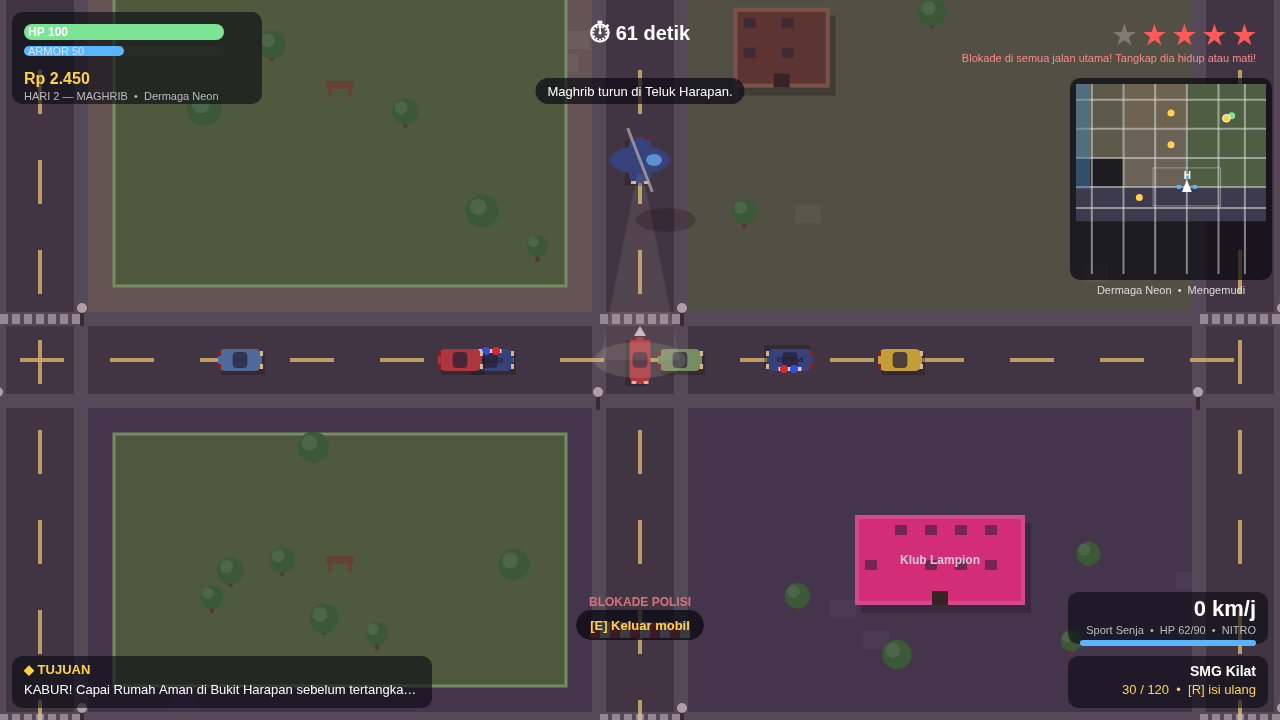 HP 100
ARMOR 50
Rp 2.450
HARI 2 — MAGHRIB • Dermaga Neon
⏱ 61 detik
Maghrib turun di Teluk Harapan.
★ ★ ★ ★ ★
Blokade di semua jalan utama! Tangkap dia hidup atau mati!
H
Dermaga Neon • Mengemudi
POLISI
Klub Lampion
BLOKADE POLISI
[E] Keluar mobil
◆ TUJUAN
KABUR! Capai Rumah Aman di Bukit Harapan sebelum tertangka…
0 km/j
Sport Senja • HP 62/90 • NITRO
SMG Kilat
30 / 120 • [R] isi ulang